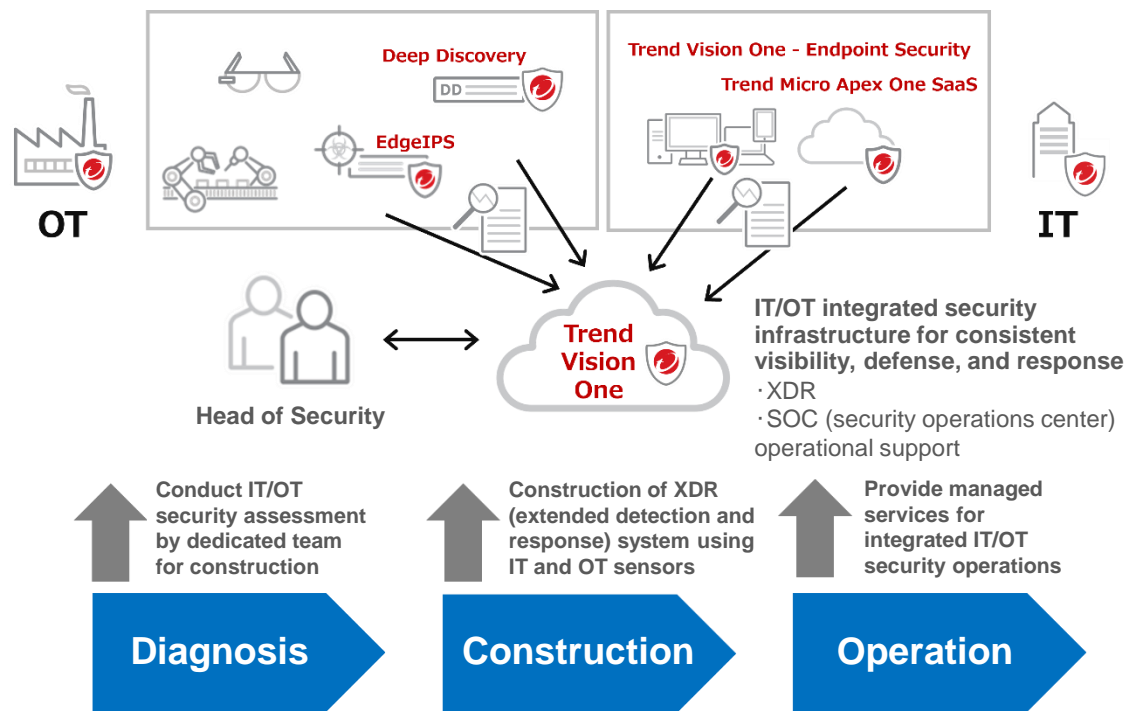 Deep Discovery
DD
EdgeIPS
OT
Trend Vision One - Endpoint Security
Trend Micro Apex One SaaS
IT
Head of Security
Trend
Vision
One
IT/OT integrated security
infrastructure for consistent
visibility, defense, and response
･XDR
･SOC (security operations center)
operational support
Conduct IT/OT
security assessment
by dedicated team
for construction
Construction of XDR
(extended detection and
response) system using
IT and OT sensors
Provide managed
services for
integrated IT/OT
security operations
Diagnosis
Construction
Operation